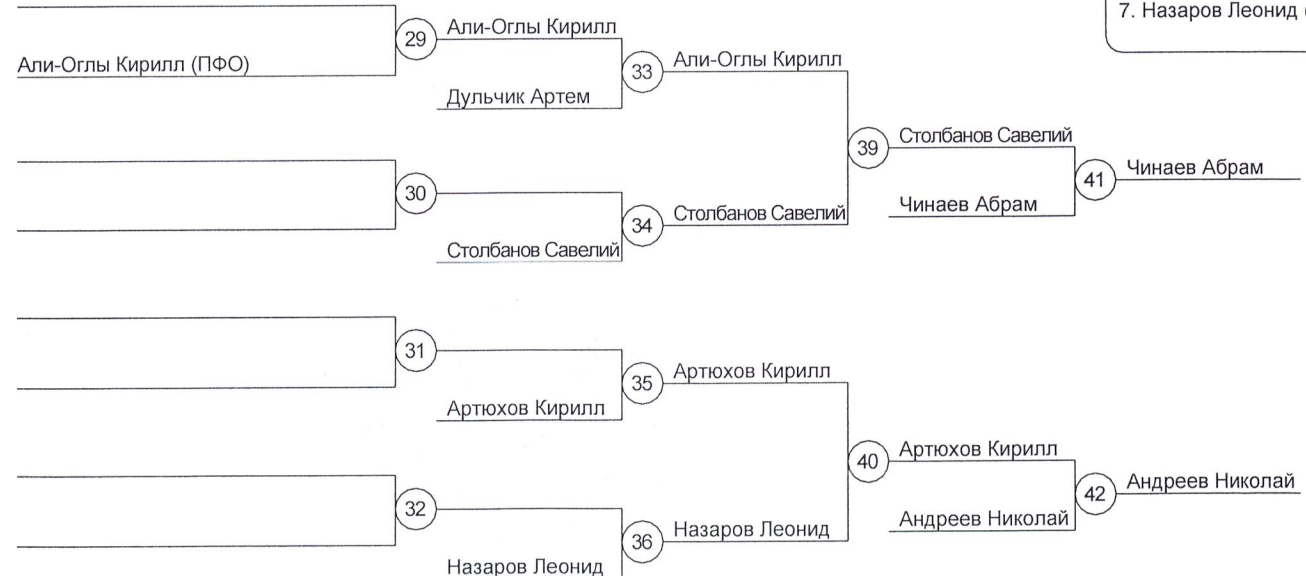 7. Назаров Леонид (
29
Али-Оглы Кирилл
Али-Оглы Кирилл (ПФО)
33
Али-Оглы Кирилл
Дульчик Артем
39
Столбанов Савелий
41
Чинаев Абрам
30
Чинаев Абрам
34
Столбанов Савелий
Столбанов Савелий
31
35
Артюхов Кирилл
Артюхов Кирилл
40
Артюхов Кирилл
42
Андреев Николай
32
Андреев Николай
36
Назаров Леонид
Назаров Леонид